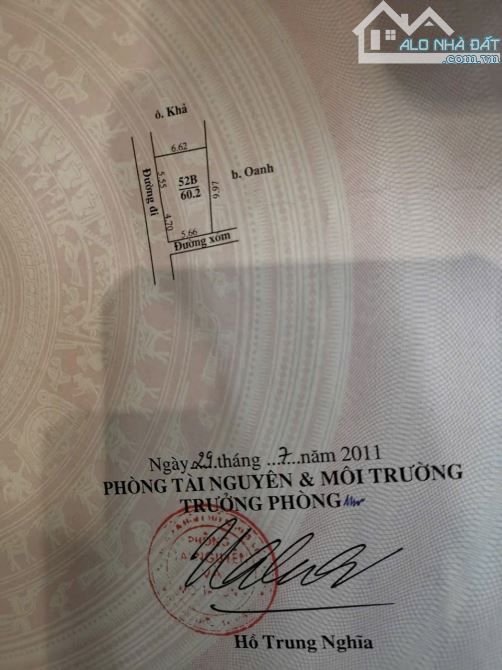 ALO NHÀ ĐẤT
.com.vn
ô. Khả
6.62
Đường đi
5.55
52B
60.2
b. Oanh
9.97
4.70
5.66
Đường xóm
Ngày 29 tháng ...7... năm 2011
PHÒNG TÀI NGUYÊN & MÔI TRƯỜNG
TRƯỞNG PHÒNG
PHÒNG
Hồ Trung Nghĩa